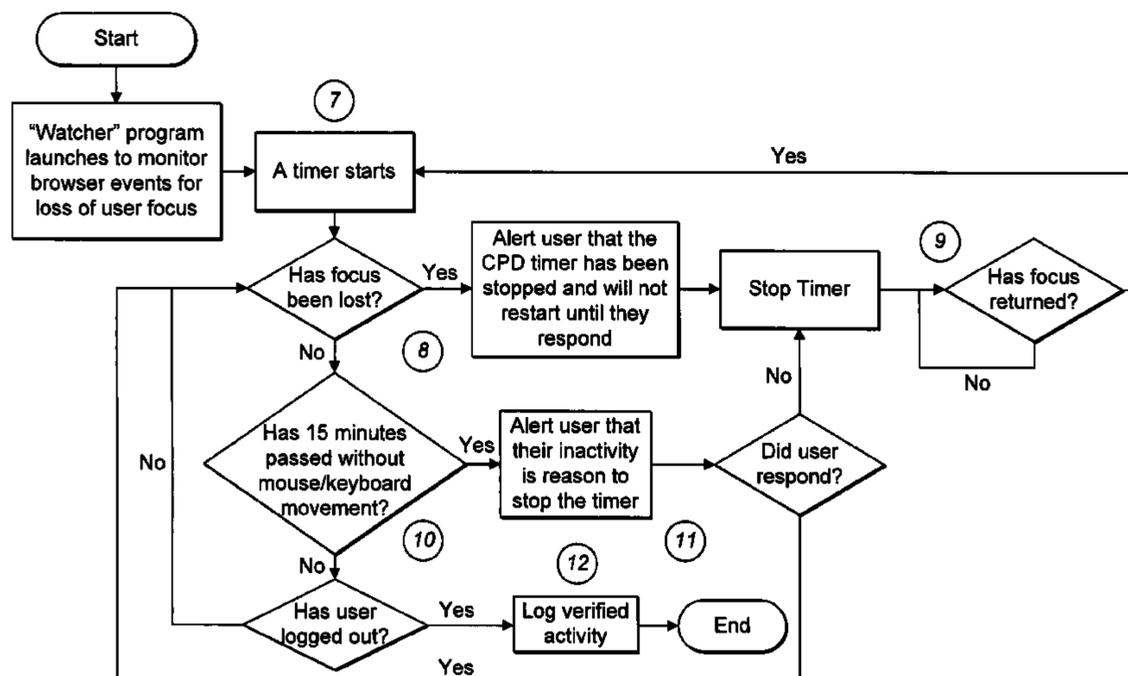 Start
7
"Watcher" program
launches to monitor
browser events for
loss of user focus
A timer starts
Yes
Has focus
been lost?
Yes
Alert user that the
CPD timer has been
stopped and will not
restart until they
respond
Stop Timer
9
Has focus
returned?
No
No
8
No
Has 15 minutes
passed without
mouse/keyboard
movement?
Yes
Alert user that
their inactivity
is reason to
stop the timer
Did user
respond?
No
10
11
No
12
Has user
logged out?
Yes
Log verified
activity
End
Yes